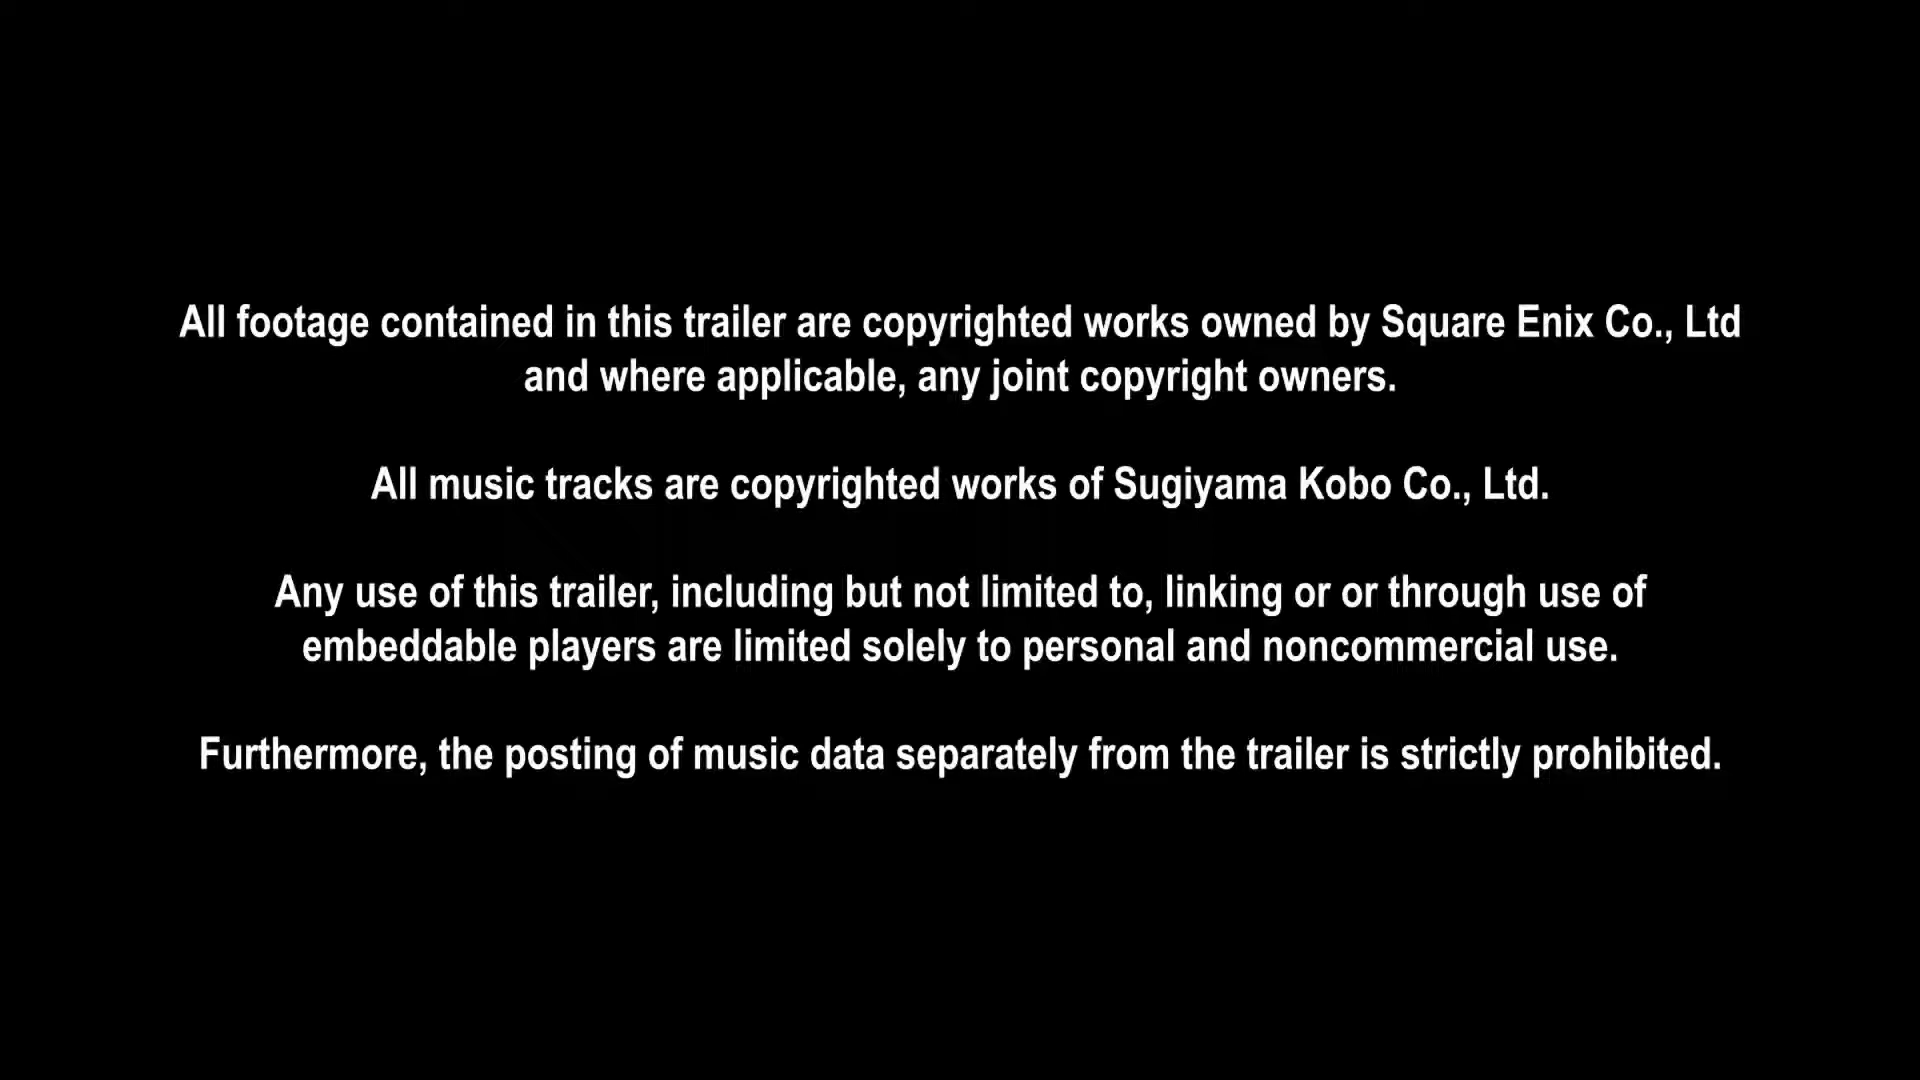 All footage contained in this trailer are copyrighted works owned by Square Enix Co., Ltd
and where applicable, any joint copyright owners.
All music tracks are copyrighted works of Sugiyama Kobo Co., Ltd.
Any use of this trailer, including but not limited to, linking or or through use of
embeddable players are limited solely to personal and noncommercial use.
Furthermore, the posting of music data separately from the trailer is strictly prohibited.